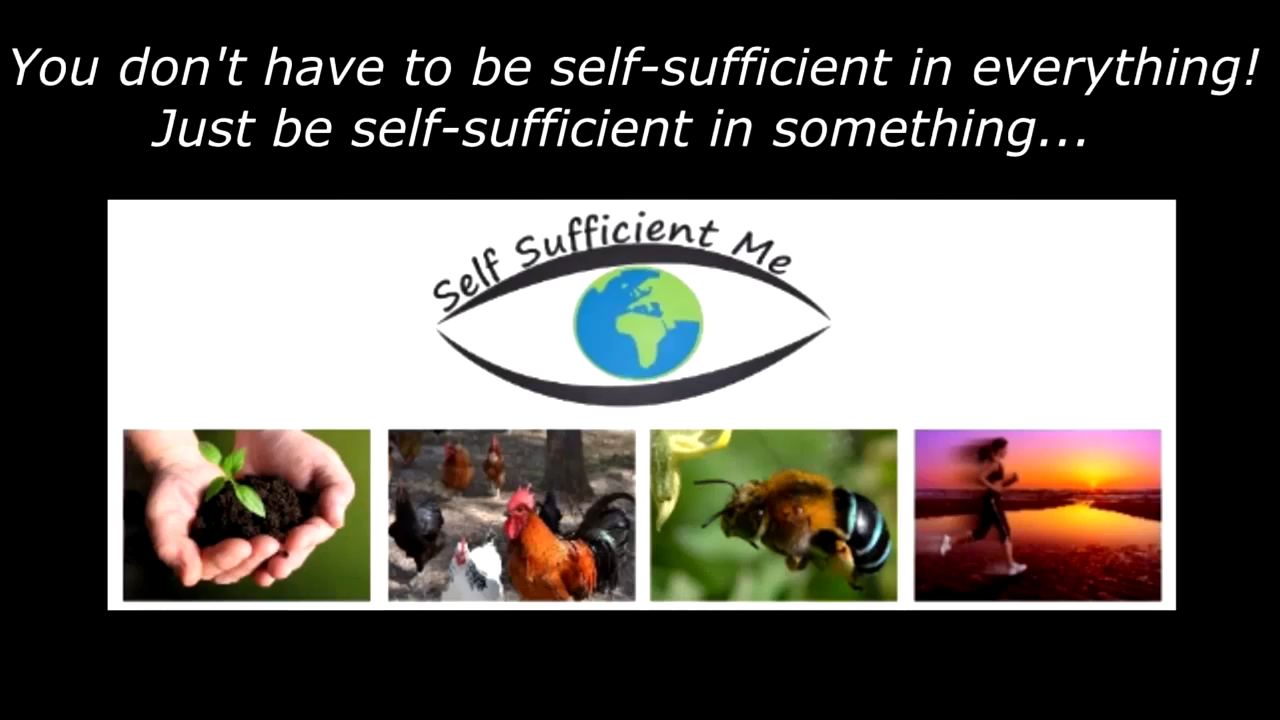 You don't have to be self-sufficient in everything!
Just be self-sufficient in something...
Self Sufficient Me